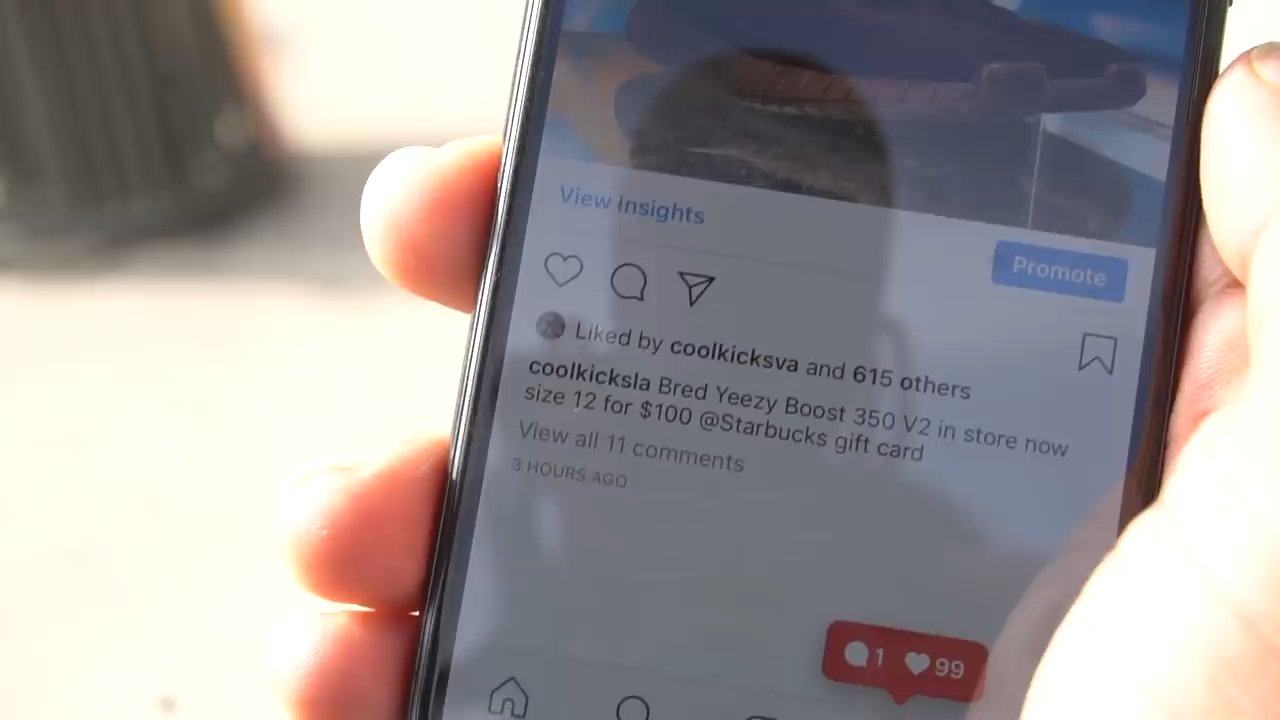 View Insights
Promote
Liked by coolkicksva and 615 others
coolkicksla Bred Yeezy Boost 350 V2 in store now
size 12 for $100 @Starbucks gift card
View all 11 comments
3 HOURS AGO
1 99